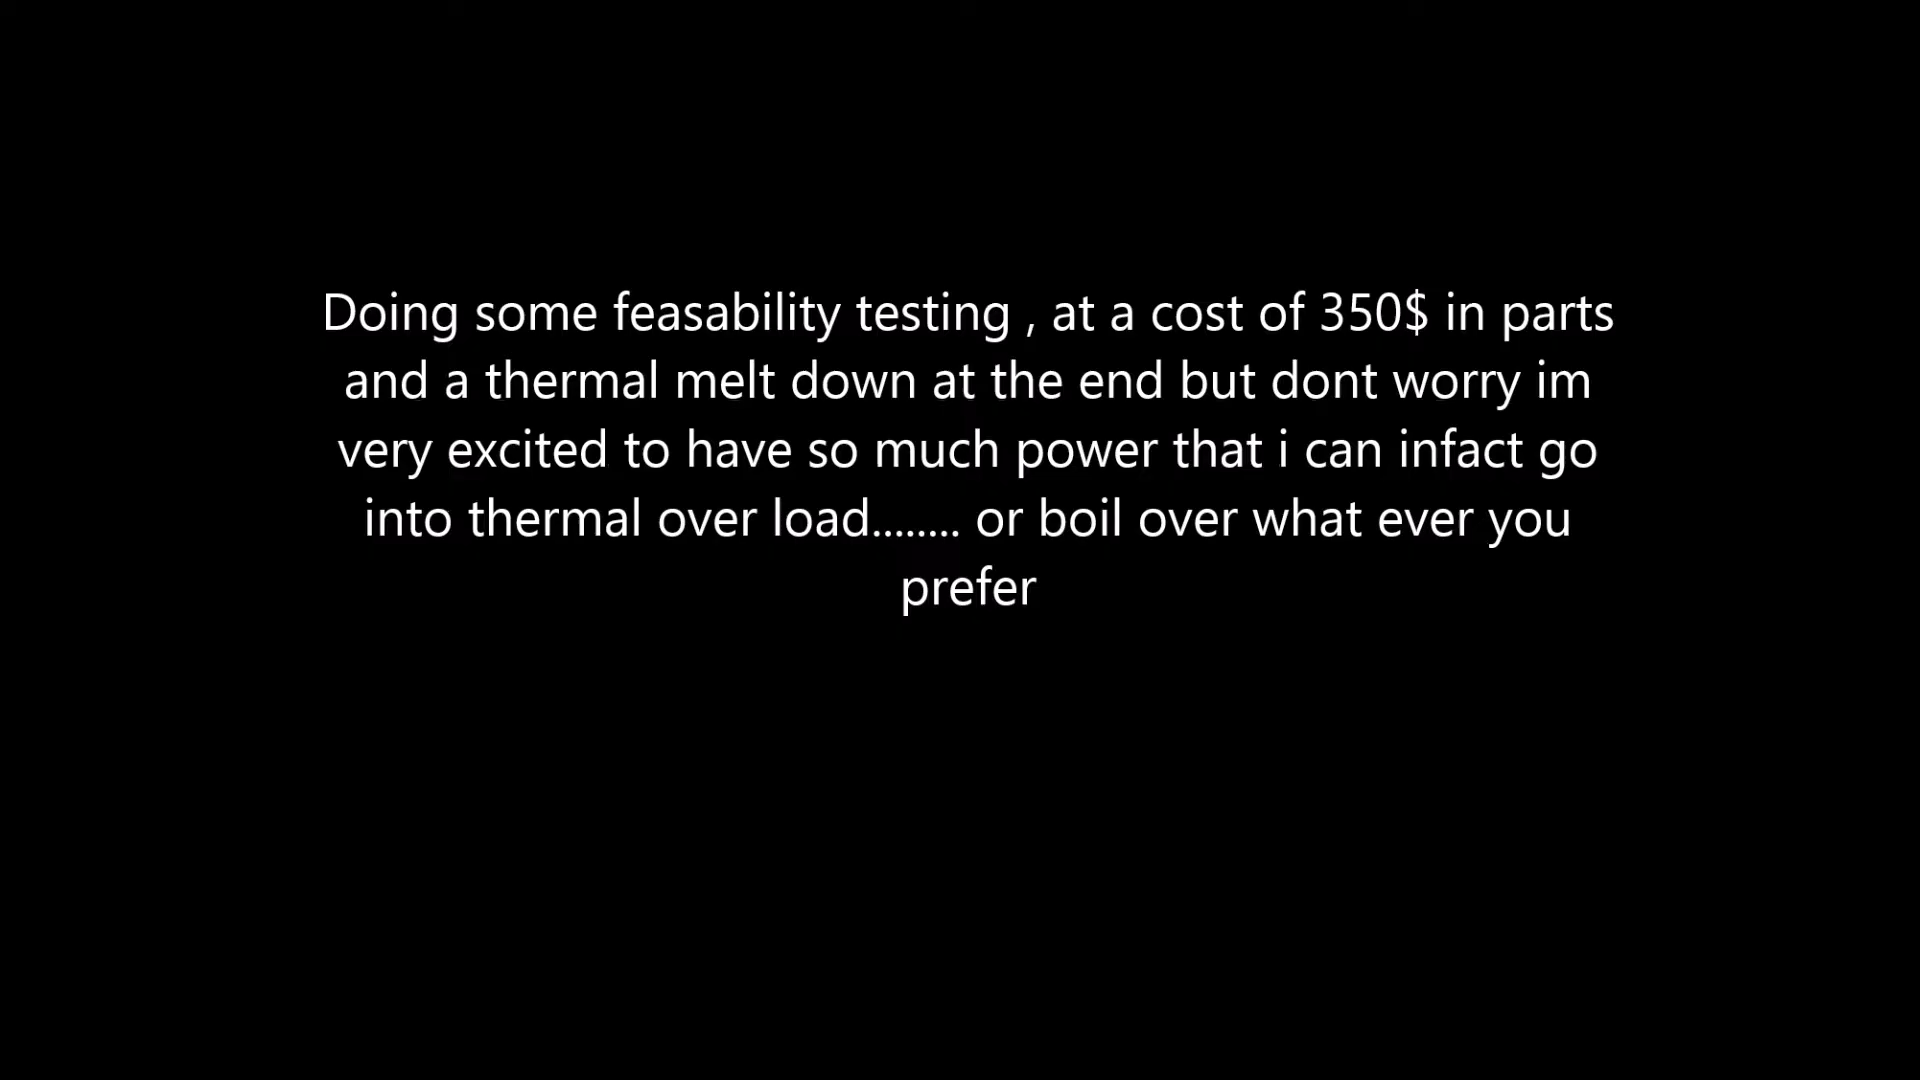 Doing some feasability testing , at a cost of 350$ in parts
and a thermal melt down at the end but dont worry im
very excited to have so much power that i can infact go
into thermal over load........ or boil over what ever you
prefer